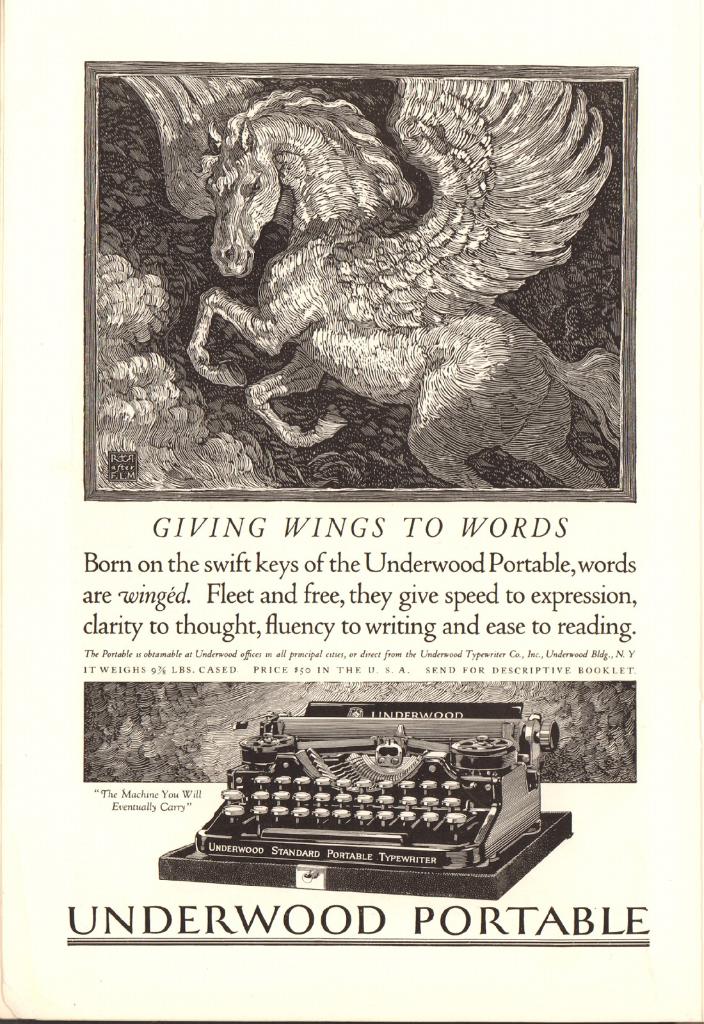 RR
after
F.L.M
GIVING WINGS TO WORDS
Born on the swift keys of the Underwood Portable, words
are wingéd. Fleet and free, they give speed to expression,
clarity to thought, fluency to writing and ease to reading.
The Portable is obtainable at Underwood offices in all principal cities, or direct from the Underwood Typewriter Co., Inc., Underwood Bldg., N. Y
IT WEIGHS 9¾ LBS. CASED. PRICE $50 IN THE U. S. A. SEND FOR DESCRIPTIVE BOOKLET.
UNDERWOOD
"The Machine You Will
Eventually Carry"
UNDERWOOD STANDARD PORTABLE TYPEWRITER
UNDERWOOD PORTABLE